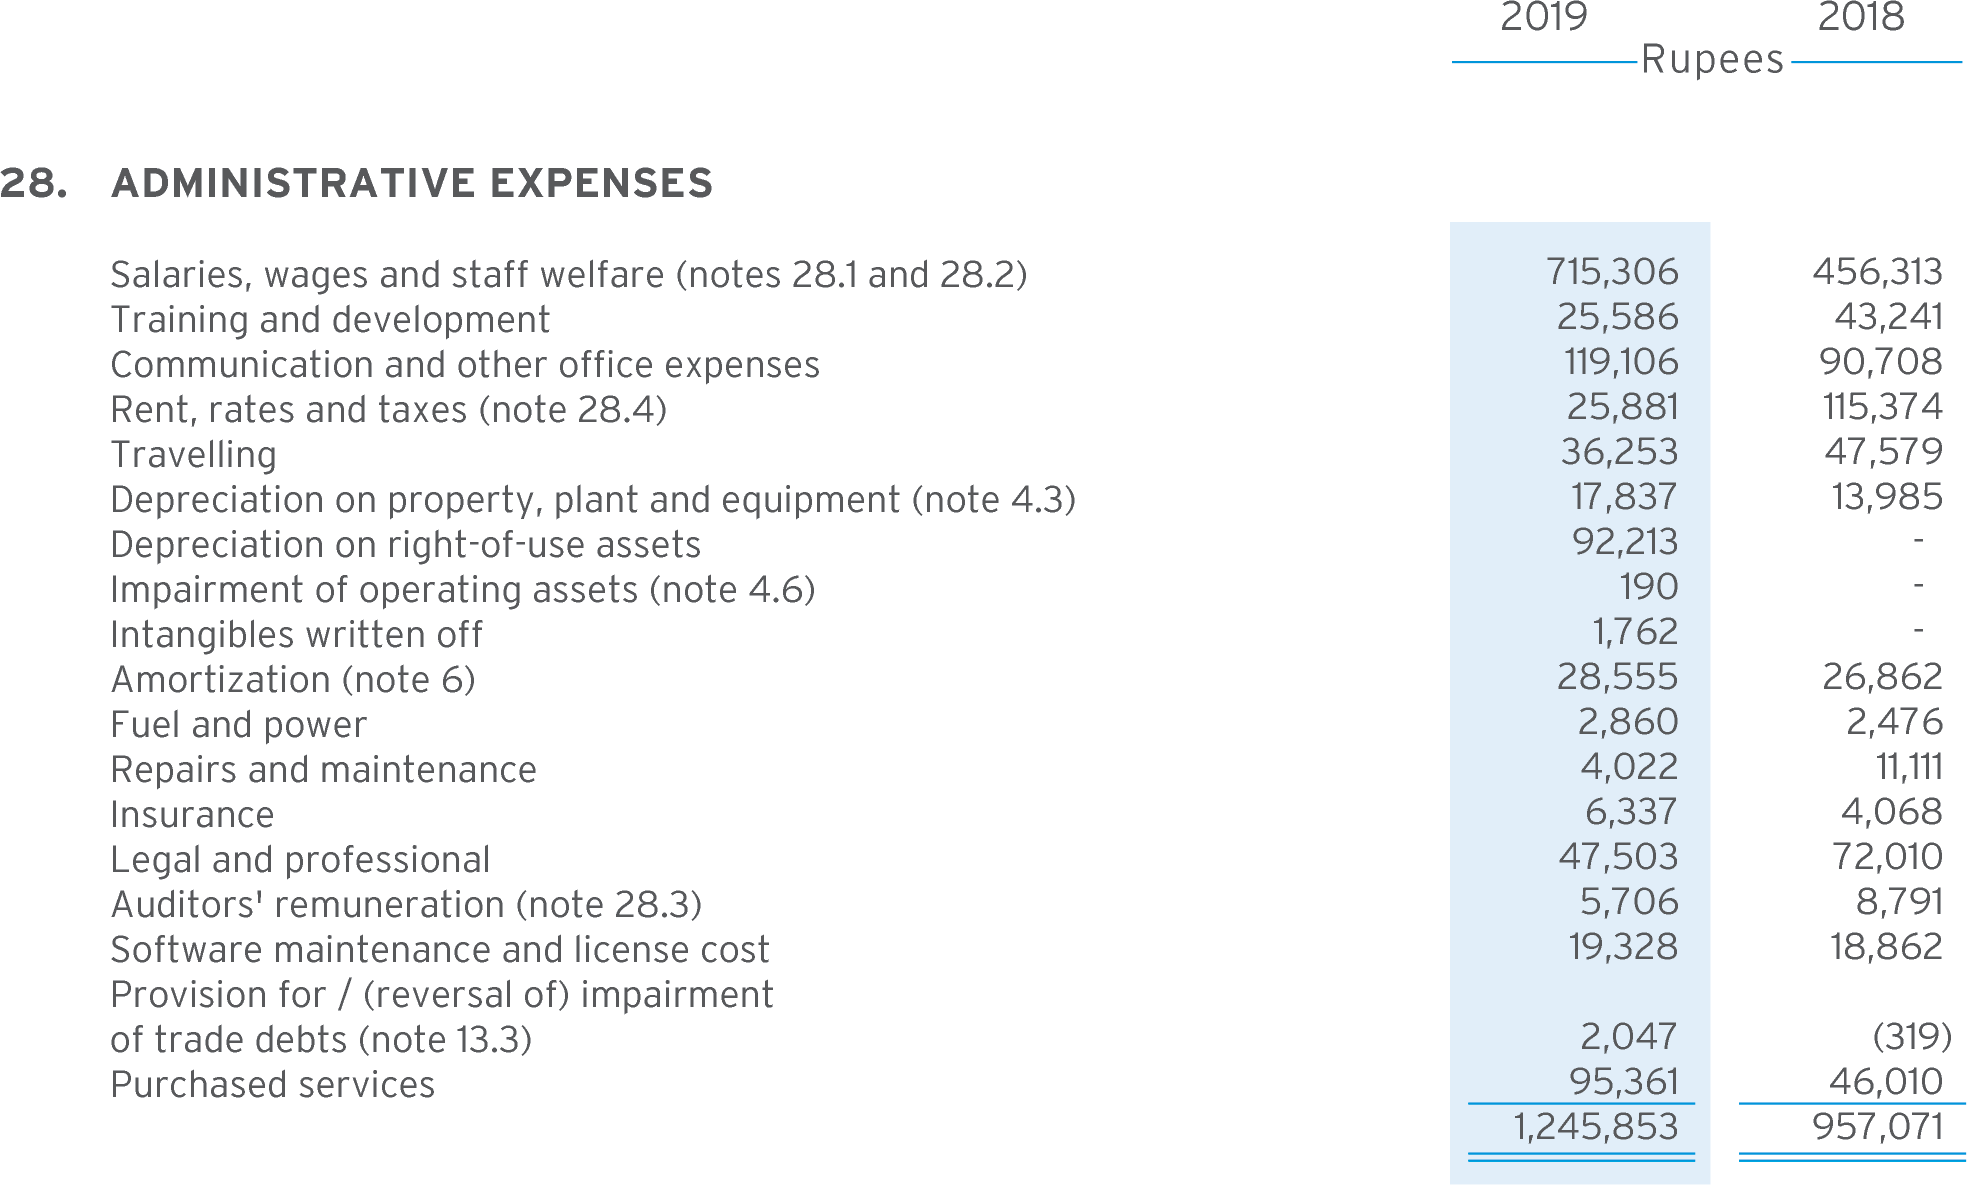 2019 2018
Rupees
28. ADMINISTRATIVE EXPENSES
Salaries, wages and staff welfare (notes 28.1 and 28.2) 715,306 456,313
Training and development 25,586 43,241
Communication and other office expenses 119,106 90,708
Rent, rates and taxes (note 28.4) 25,881 115,374
Travelling 36,253 47,579
Depreciation on property, plant and equipment (note 4.3) 17,837 13,985
Depreciation on right-of-use assets 92,213 -
Impairment of operating assets (note 4.6) 190 -
Intangibles written off 1,762 -
Amortization (note 6) 28,555 26,862
Fuel and power 2,860 2,476
Repairs and maintenance 4,022 11,111
Insurance 6,337 4,068
Legal and professional 47,503 72,010
Auditors' remuneration (note 28.3) 5,706 8,791
Software maintenance and license cost 19,328 18,862
Provision for / (reversal of) impairment
of trade debts (note 13.3) 2,047 (319)
Purchased services 95,361 46,010
1,245,853 957,071